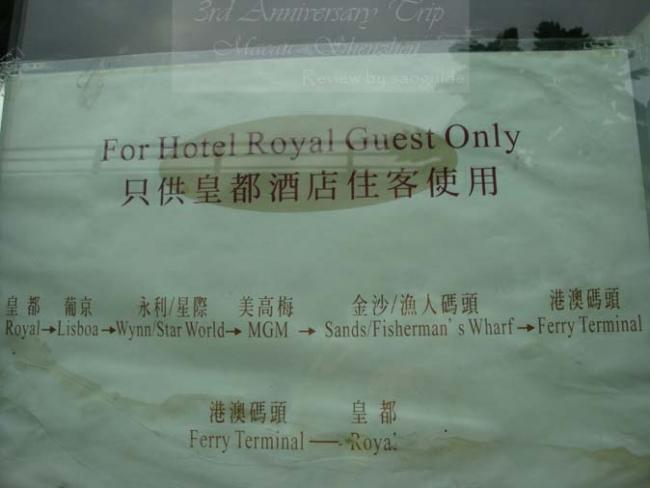 3rd Anniversary Trip
Macau - Shenzhen
Review by saoguide
For Hotel Royal Guest Only
只供皇都酒店住客使用
皇都 葡京 永利/星際 美高梅 金沙/漁人碼頭 港澳碼頭
Royal→Lisboa→Wynn/Star World→MGM→Sands/Fisherman's Wharf→Ferry Terminal
港澳碼頭 皇都
Ferry Terminal — Royal